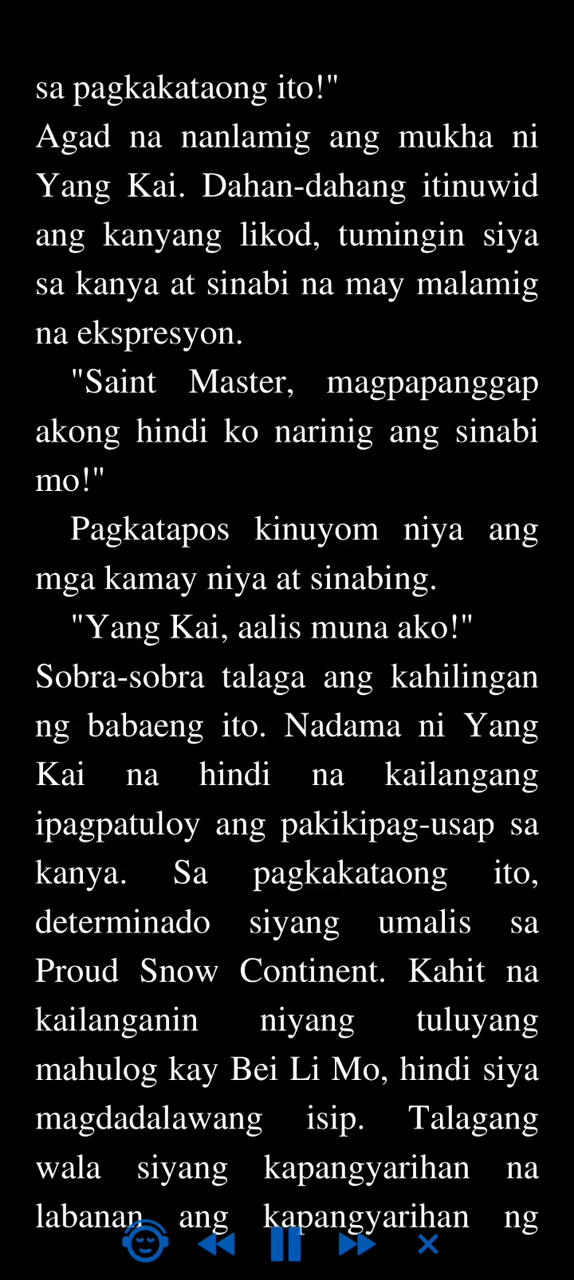 sa pagkakataong ito!"
Agad na nanlamig ang mukha ni
Yang Kai. Dahan-dahang itinuwid
ang kanyang likod, tumingin siya
sa kanya at sinabi na may malamig
na ekspresyon.
"Saint Master, magpapanggap
akong hindi ko narinig ang sinabi
mo!"
Pagkatapos kinuyom niya ang
mga kamay niya at sinabing.
"Yang Kai, aalis muna ako!"
Sobra-sobra talaga ang kahilingan
ng babaeng ito. Nadama ni Yang
Kai na hindi na kailangang
ipagpatuloy ang pakikipag-usap sa
kanya. Sa pagkakataong ito,
determinado siyang umalis sa
Proud Snow Continent. Kahit na
kailanganin niyang tuluyang
mahulog kay Bei Li Mo, hindi siya
magdadalawang isip. Talagang
wala siyang kapangyarihan na
labanan ang kapangyarihan ng